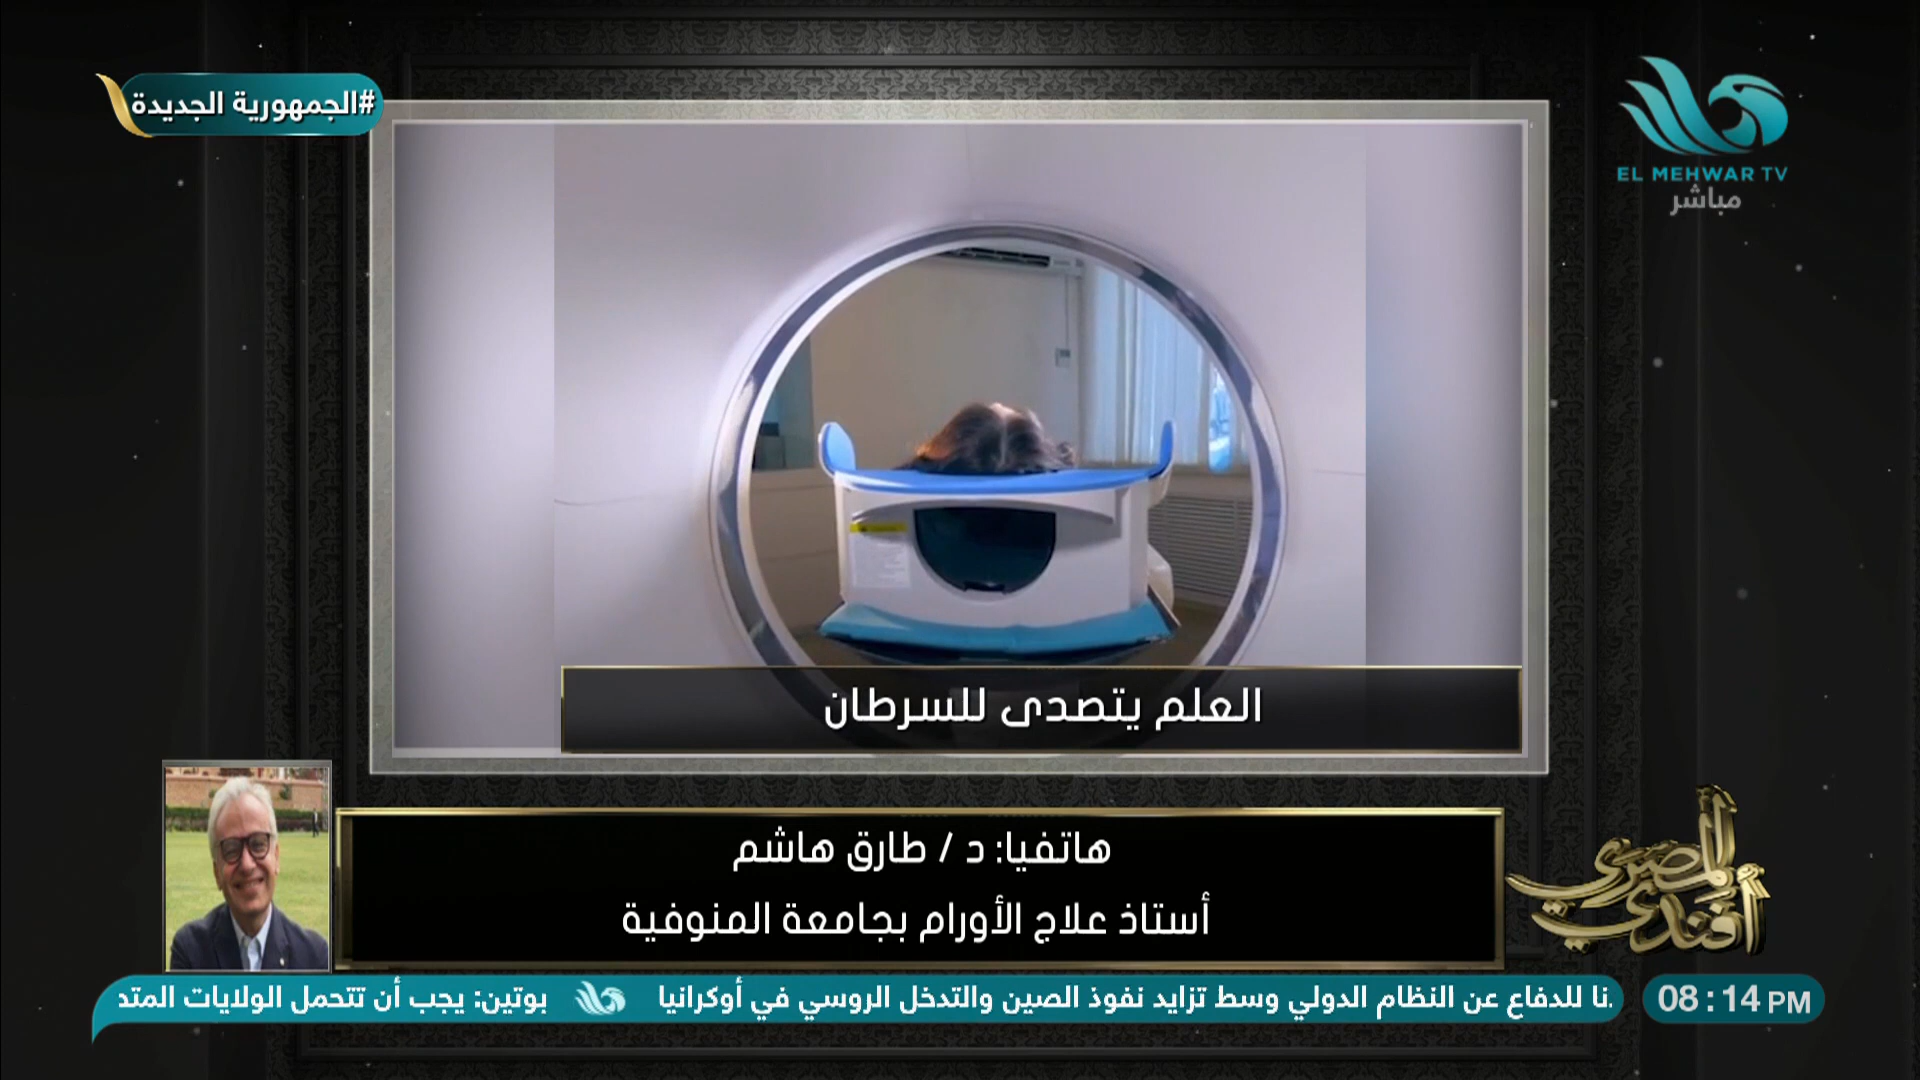 #الجمهورية الجديدة
EL MEHWAR TV
مباشر
العلم يتصدى للسرطان
هاتفيا: د / طارق هاشم
أستاذ علاج الأورام بجامعة المنوفية
المصري
أفندي
للدفاع عن النظام الدولي وسط تزايد نفوذ الصين والتدخل الروسي في أوكرانيا
بوتين: يجب أن تتحمل الولايات
08:14 PM